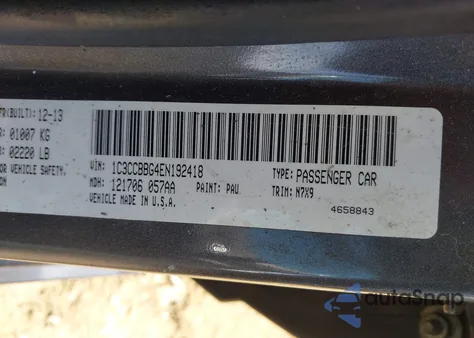 (BUILT): 12-13
01007 KG
02220 LB
VEHICLE SAFETY,
VIN: 1C3CCBBG4EN192418
TYPE: PASSENGER CAR
MDH: 121706 057AA
PAINT: PAU
TRIM: N7X9
VEHICLE MADE IN U.S.A.
4658843
autoSnap